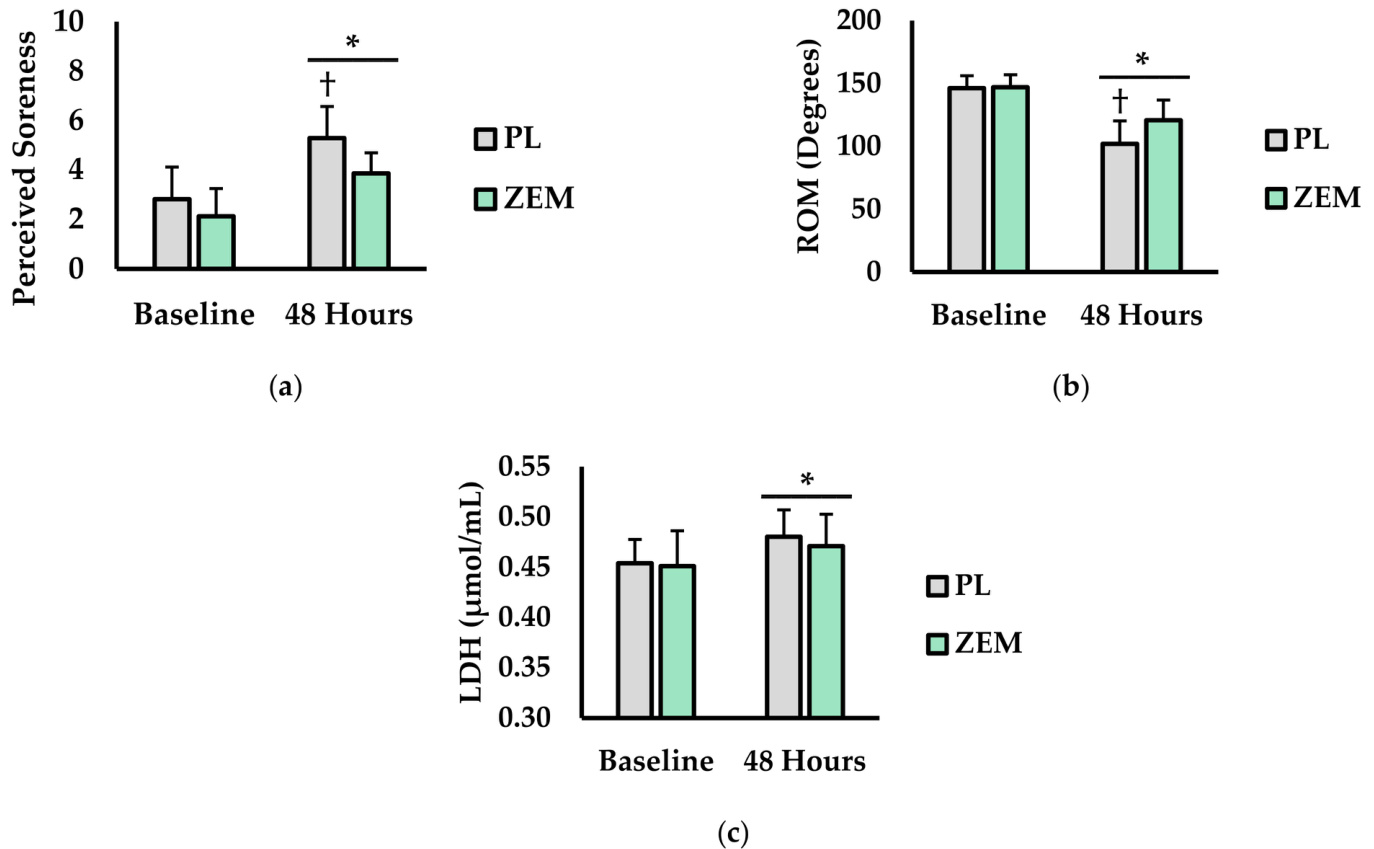 Perceived Soreness
10
8
6
4
2
0
*
†
Baseline
48 Hours
PL
ZEM
(a)
ROM (Degrees)
200
150
100
50
0
*
†
Baseline
48 Hours
PL
ZEM
(b)
LDH (μmol/mL)
0.55
0.50
0.45
0.40
0.35
0.30
*
Baseline
48 Hours
PL
ZEM
(c)